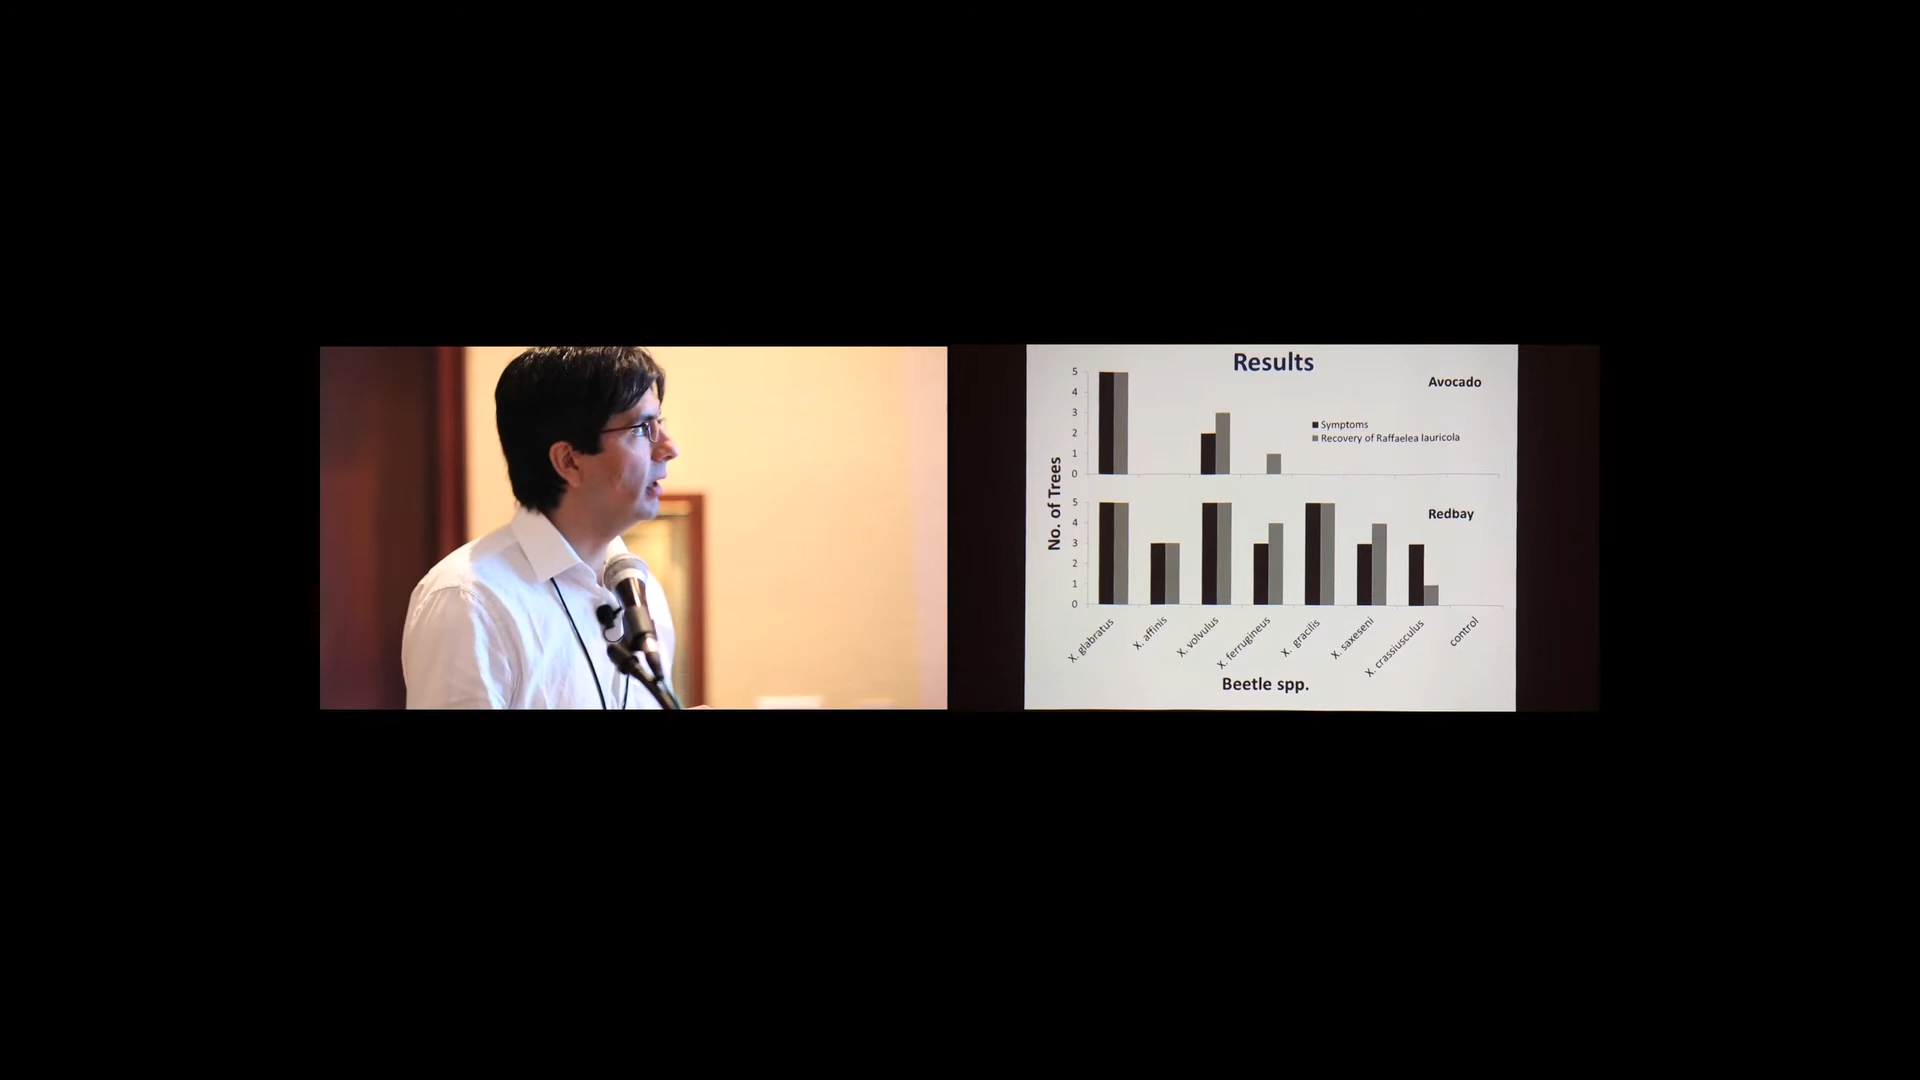 Results
Avocado
5
4
3
2
1
0
Symptoms
Recovery of Raffaelea lauricola
No. of Trees
Redbay
5
4
3
2
1
0
X. glabratus
X. affinis
X. volvulus
X. ferrugineus
X. gracilis
X. saxeseni
X. crassiusculus
control
Beetle spp.